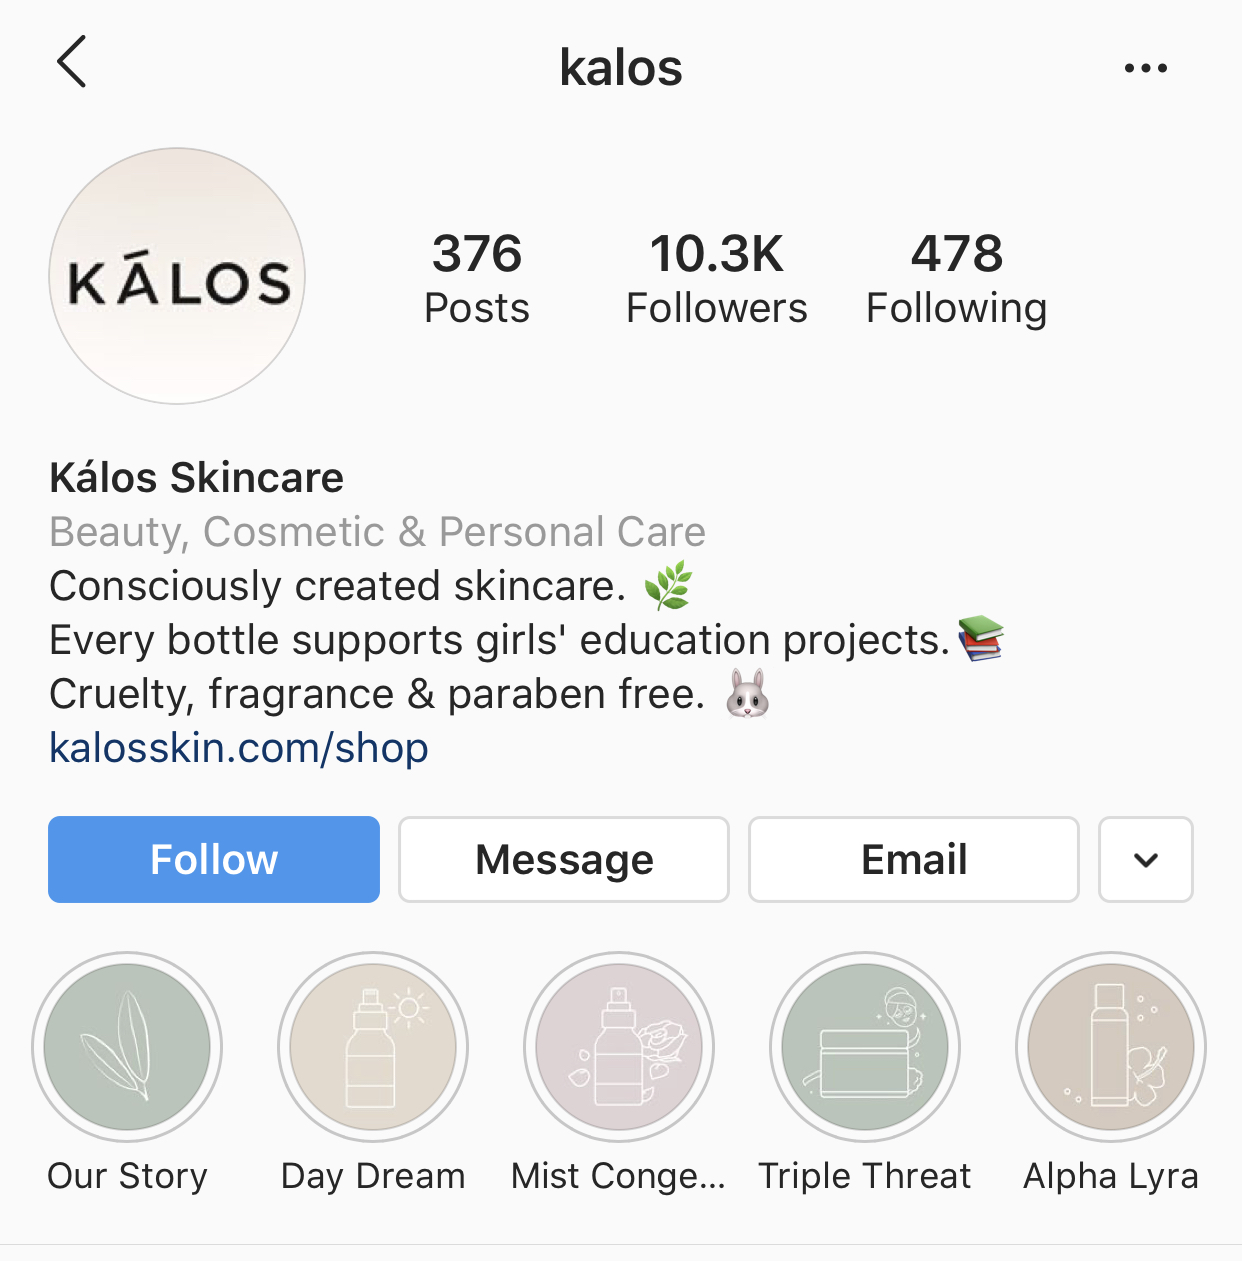 kalos
KÁLOS
376 10.3K 478
Posts Followers Following
Kálos Skincare
Beauty, Cosmetic & Personal Care
Consciously created skincare. 🌿
Every bottle supports girls' education projects.📚
Cruelty, fragrance & paraben free. 🐰
kalosskin.com/shop
Follow Message Email
Our Story Day Dream Mist Conge... Triple Threat Alpha Lyra